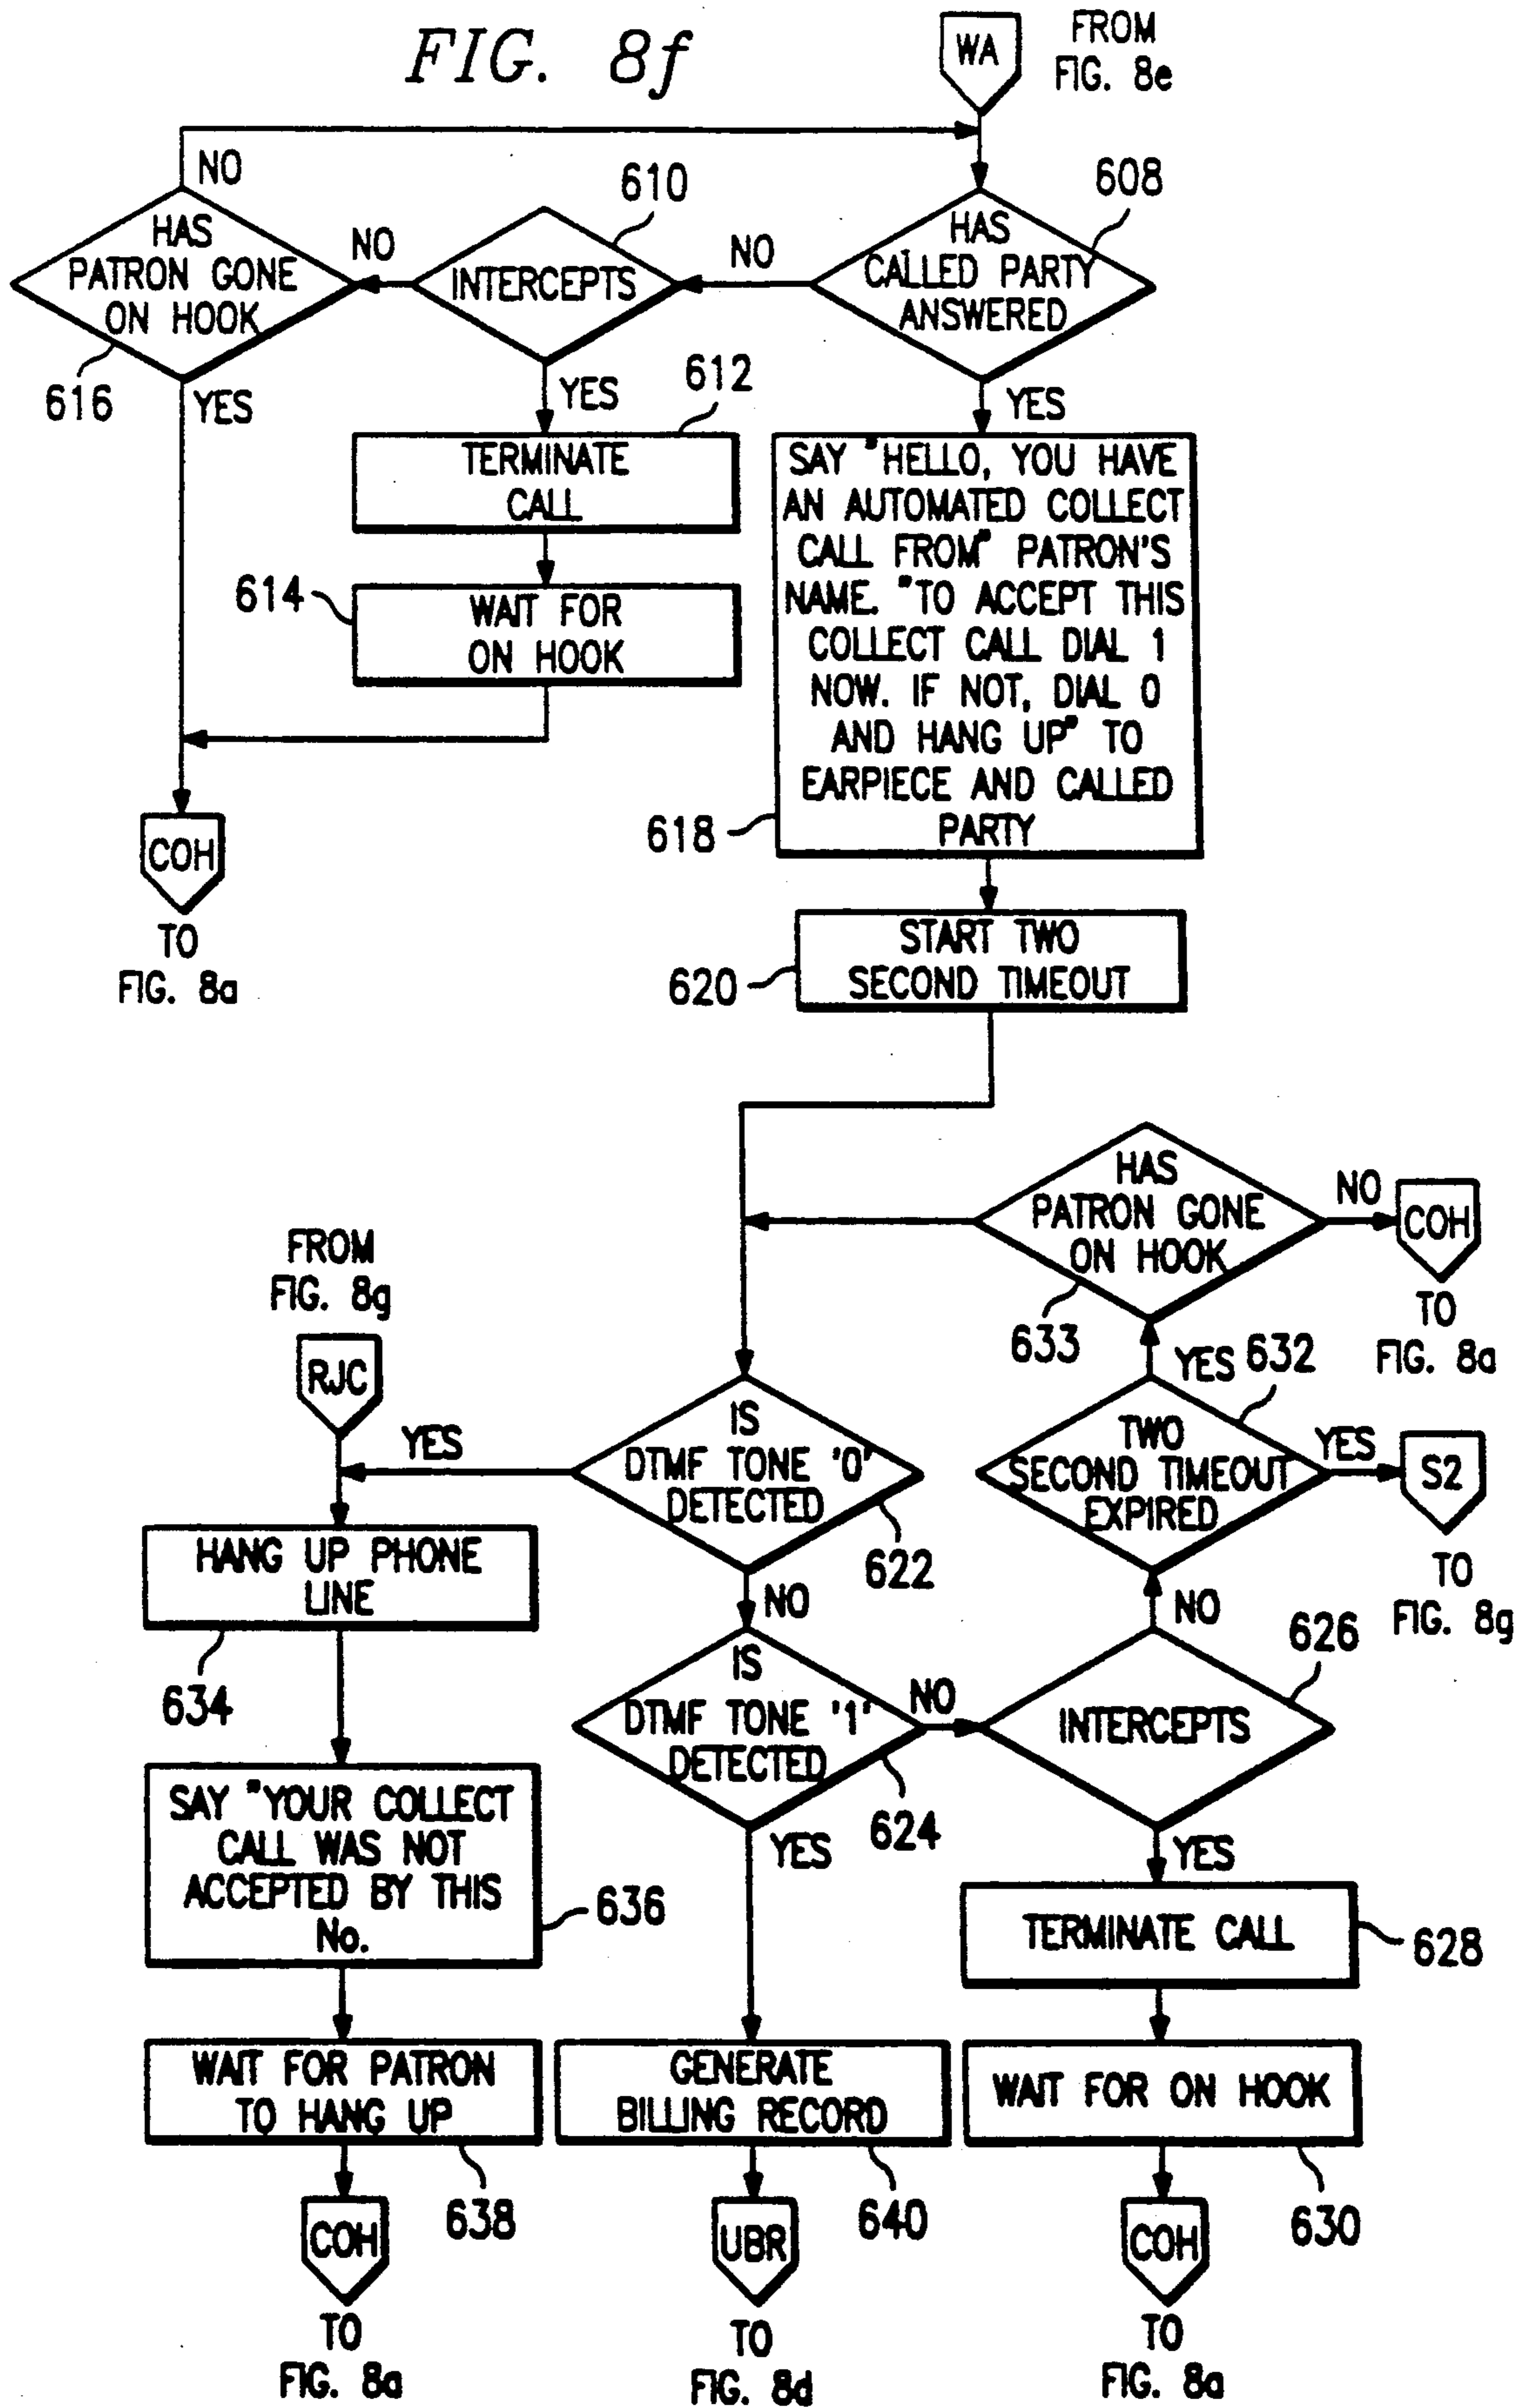 FIG. 8f
WA
FROM
FIG. 8e
NO
610
608
HAS
PATRON GONE
ON HOOK
NO
INTERCEPTS
NO
HAS
CALLED PARTY
ANSWERED
616
YES
YES
612
YES
TERMINATE
CALL
614
WAIT FOR
ON HOOK
SAY "HELLO, YOU HAVE
AN AUTOMATED COLLECT
CALL FROM" PATRON'S
NAME. "TO ACCEPT THIS
COLLECT CALL DIAL 1
NOW. IF NOT, DIAL 0
AND HANG UP" TO
EARPIECE AND CALLED
PARTY
618
COH
TO
FIG. 8a
START TWO
SECOND TIMEOUT
620
HAS
PATRON GONE
ON HOOK
NO
COH
TO
FIG. 8a
633
FROM
FIG. 8g
RJC
YES
YES
632
IS
DTMF TONE '0'
DETECTED
TWO
SECOND TIMEOUT
EXPIRED
YES
S2
TO
FIG. 8g
622
HANG UP PHONE
LINE
NO
NO
626
634
IS
DTMF TONE '1'
DETECTED
NO
INTERCEPTS
624
SAY "YOUR COLLECT
CALL WAS NOT
ACCEPTED BY THIS
No.
636
YES
YES
TERMINATE CALL
628
WAIT FOR PATRON
TO HANG UP
GENERATE
BILLING RECORD
WAIT FOR ON HOOK
638
640
630
COH
UBR
COH
TO
FIG. 8a
TO
FIG. 8d
TO
FIG. 8a